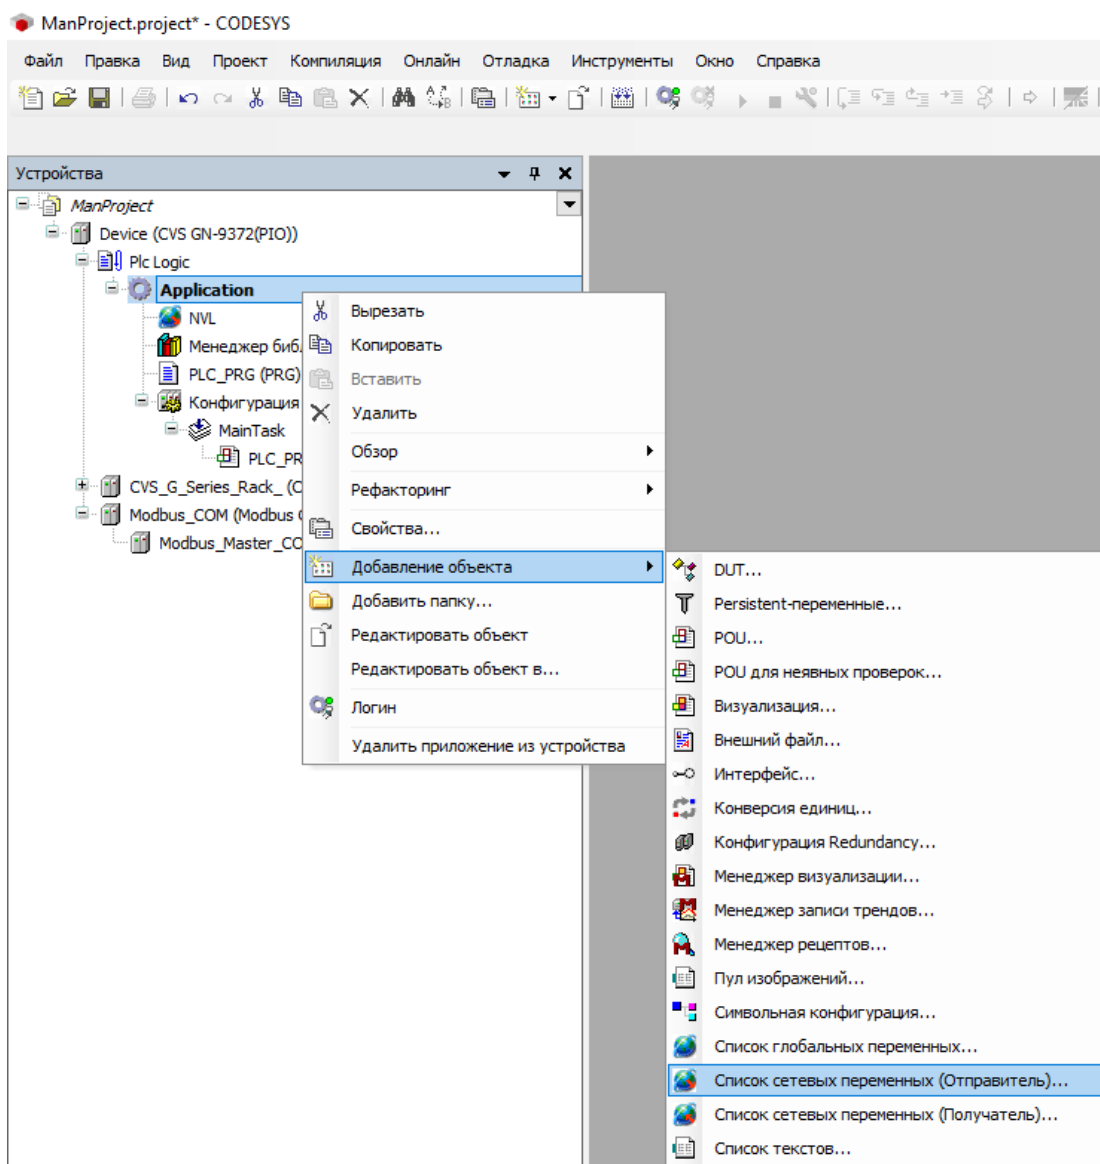 ManProject.project* - CODESYS
Файл Правка Вид Проект Компиляция Онлайн Отладка Инструменты Окно Справка
Устройства
ManProject
Device (CVS GN-9372(PIO))
Plc Logic
Application
NVL
Менеджер биб
PLC_PRG (PRG)
Конфигурация
MainTask
PLC_PR
CVS_G_Series_Rack_ (C
Modbus_COM (Modbus
Modbus_Master_CO
Вырезать
Копировать
Вставить
Удалить
Обзор
Рефакторинг
Свойства...
Добавление объекта
Добавить папку...
Редактировать объект
Редактировать объект в...
Логин
Удалить приложение из устройства
DUT...
Persistent-переменные...
POU...
POU для неявных проверок...
Визуализация...
Внешний файл...
Интерфейс...
Конверсия единиц...
Конфигурация Redundancy...
Менеджер визуализации...
Менеджер записи трендов...
Менеджер рецептов...
Пул изображений...
Символьная конфигурация...
Список глобальных переменных...
Список сетевых переменных (Отправитель)...
Список сетевых переменных (Получатель)...
Список текстов...